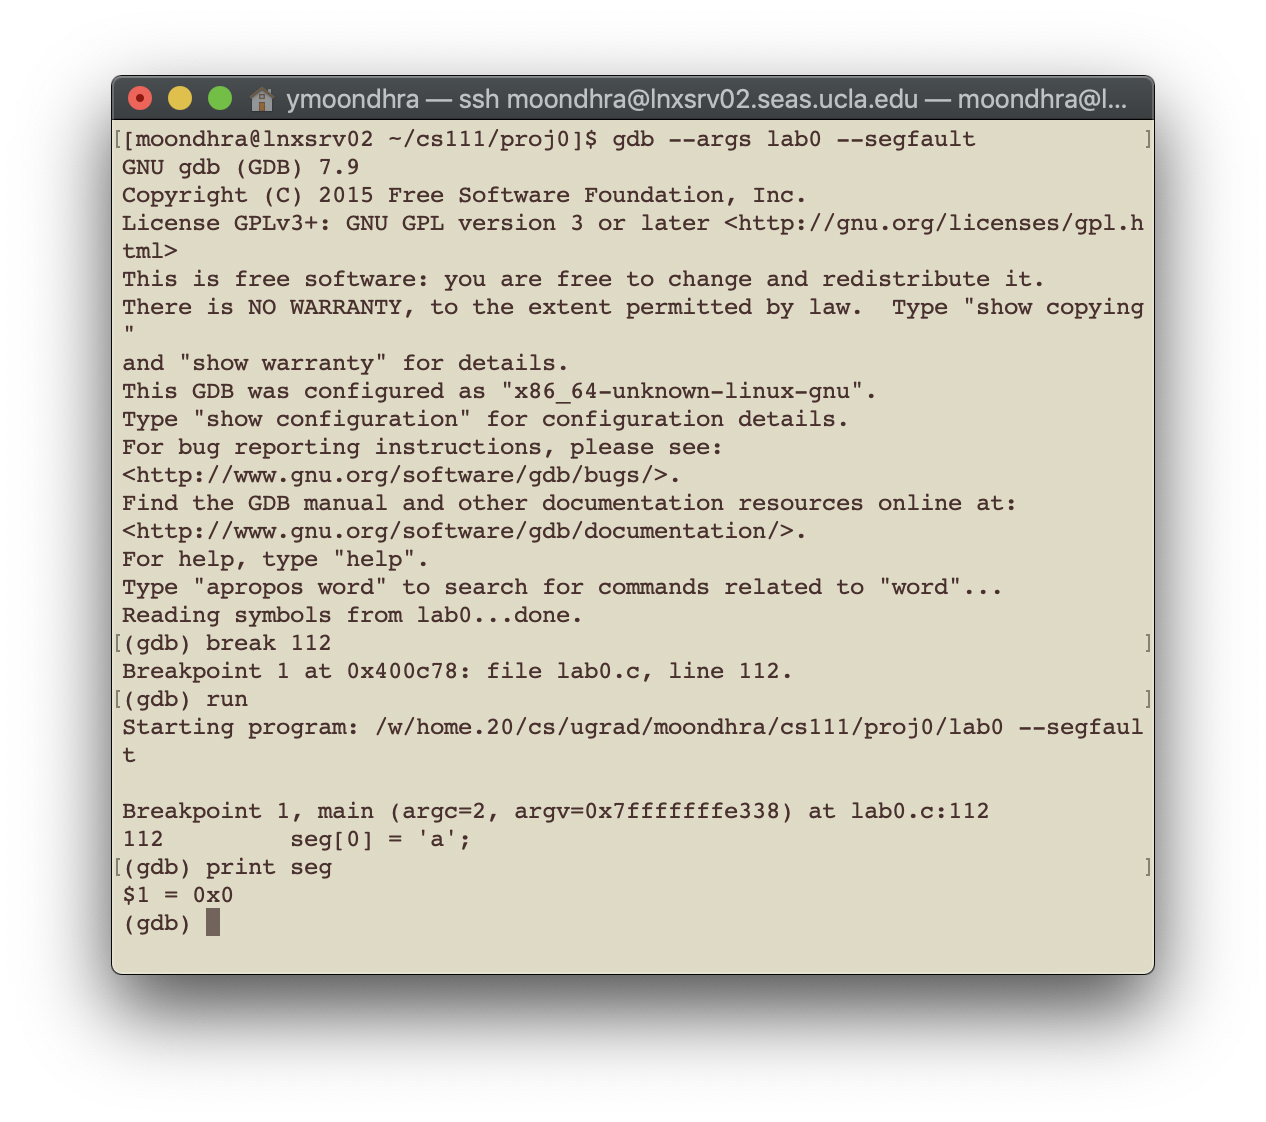 ymoondhra — ssh moondhra@lnxsrv02.seas.ucla.edu — moondhra@l...
[[moondhra@lnxsrv02 ~/cs111/proj0]$ gdb --args lab0 --segfault ]
GNU gdb (GDB) 7.9
Copyright (C) 2015 Free Software Foundation, Inc.
License GPLv3+: GNU GPL version 3 or later <http://gnu.org/licenses/gpl.h
tml>
This is free software: you are free to change and redistribute it.
There is NO WARRANTY, to the extent permitted by law.  Type "show copying
"
and "show warranty" for details.
This GDB was configured as "x86_64-unknown-linux-gnu".
Type "show configuration" for configuration details.
For bug reporting instructions, please see:
<http://www.gnu.org/software/gdb/bugs/>.
Find the GDB manual and other documentation resources online at:
<http://www.gnu.org/software/gdb/documentation/>.
For help, type "help".
Type "apropos word" to search for commands related to "word"...
Reading symbols from lab0...done.
[(gdb) break 112 ]
Breakpoint 1 at 0x400c78: file lab0.c, line 112.
[(gdb) run ]
Starting program: /w/home.20/cs/ugrad/moondhra/cs111/proj0/lab0 --segfaul
t

Breakpoint 1, main (argc=2, argv=0x7fffffffe338) at lab0.c:112
112         seg[0] = 'a';
[(gdb) print seg ]
$1 = 0x0
(gdb)